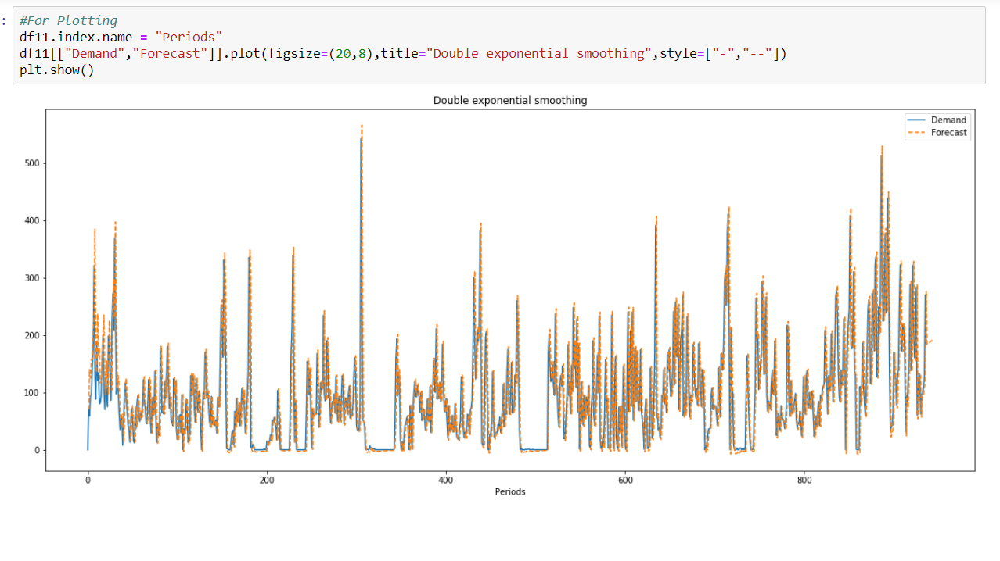 :
#For Plotting
df11.index.name = "Periods"
df11[["Demand","Forecast"]].plot(figsize=(20,8),title="Double exponential smoothing",style=["-","--"])
plt.show()
Double exponential smoothing
Demand
Forecast
500
400
300
200
100
0
0 200 400 600 800
Periods